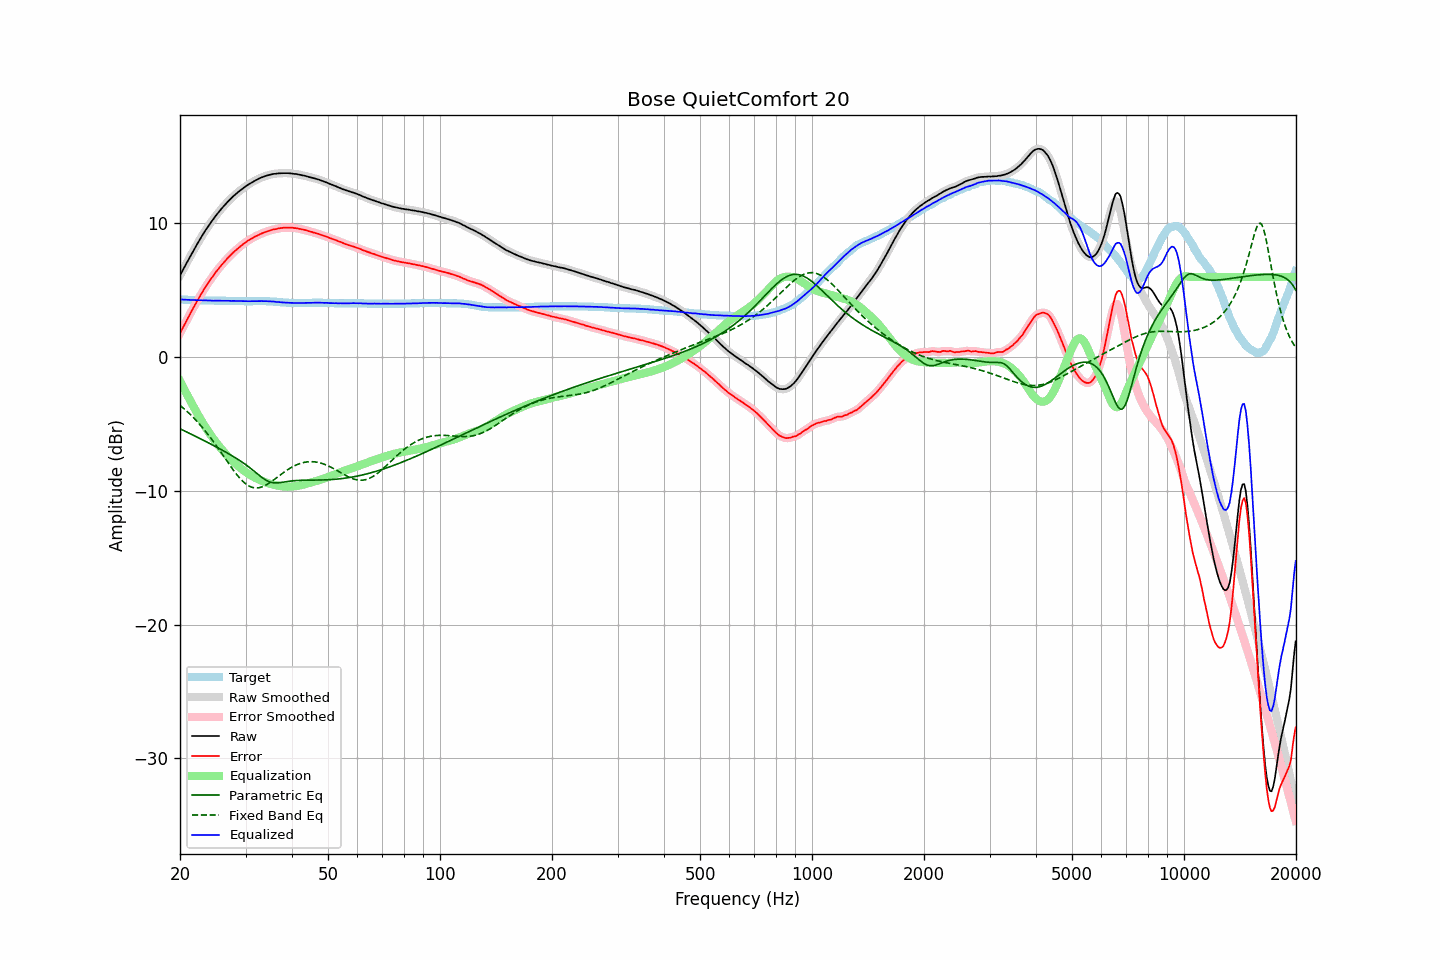 Bose QuietComfort 20
Amplitude (dBr)
10
0
−10
−20
−30
Target
Raw Smoothed
Error Smoothed
Raw
Error
Equalization
Parametric Eq
Fixed Band Eq
Equalized
20 50 100 200 500 1000 2000 5000 10000 20000
Frequency (Hz)